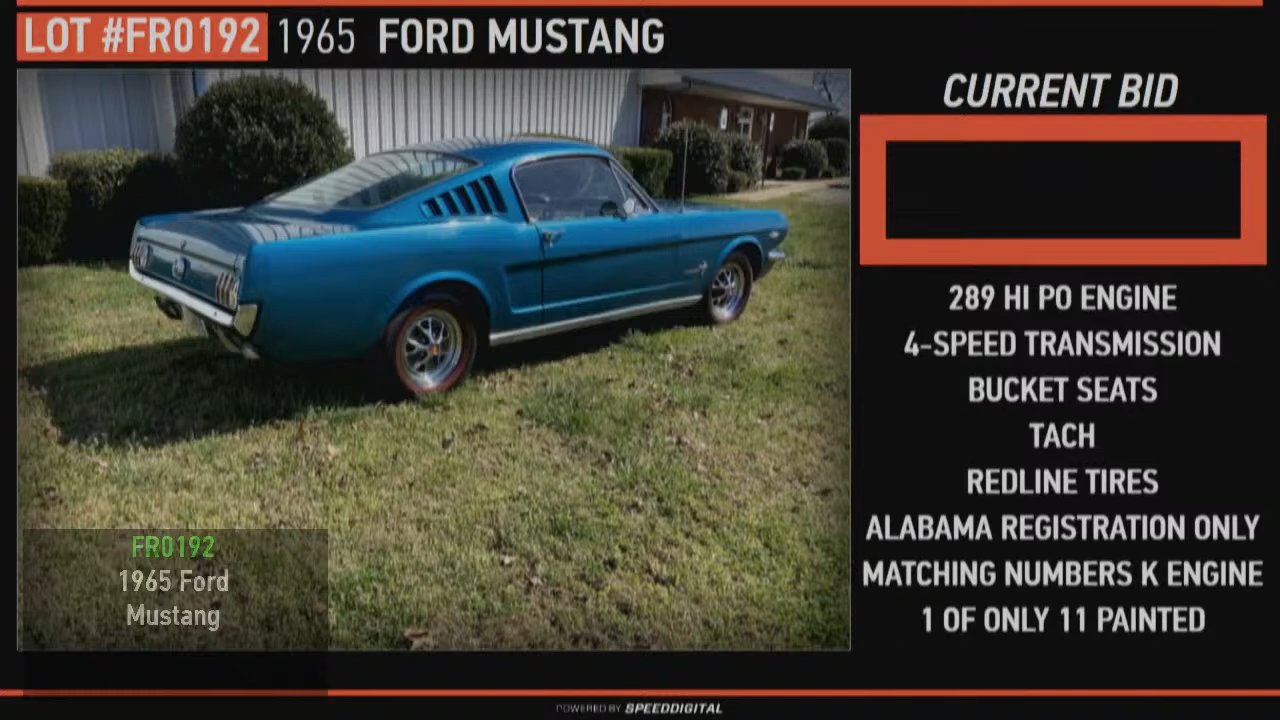 LOT #FR0192 1965 FORD MUSTANG
CURRENT BID
289 HI PO ENGINE
4-SPEED TRANSMISSION
BUCKET SEATS
TACH
REDLINE TIRES
ALABAMA REGISTRATION ONLY
MATCHING NUMBERS K ENGINE
1 OF ONLY 11 PAINTED
FR0192
1965 Ford
Mustang
POWERED BY SPEEDDIGITAL